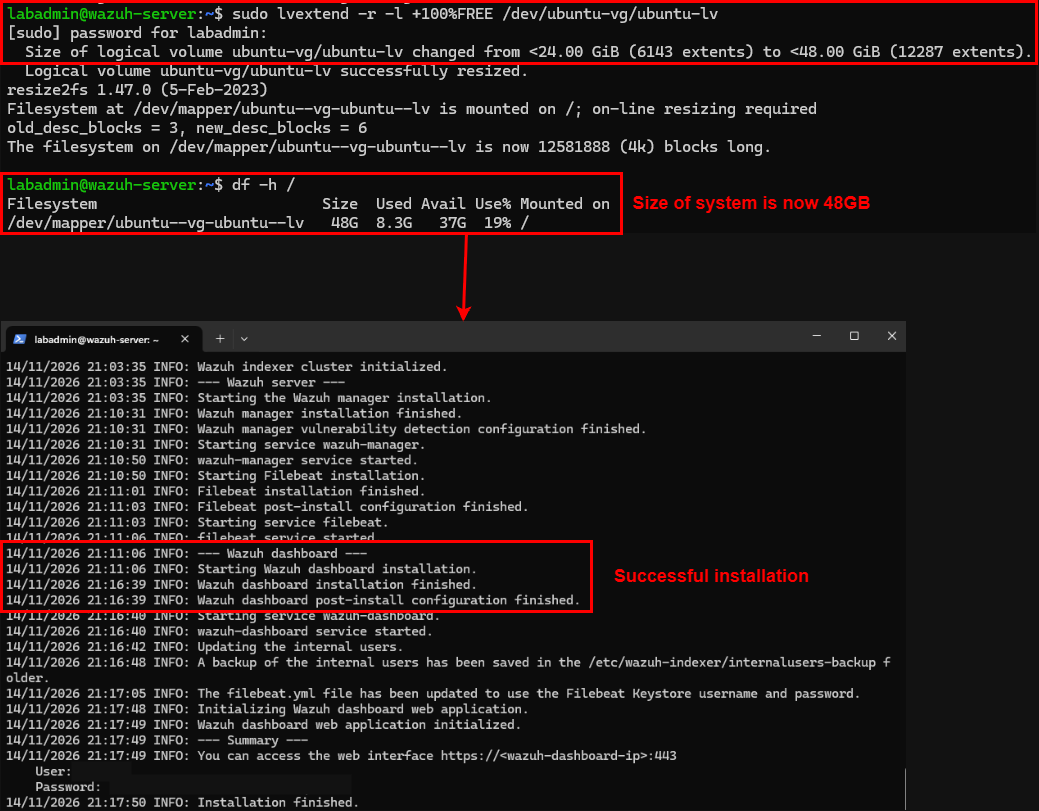 labadmin@wazuh-server:~$ sudo lvextend -r -l +100%FREE /dev/ubuntu-vg/ubuntu-lv
[sudo] password for labadmin:
  Size of logical volume ubuntu-vg/ubuntu-lv changed from <24.00 GiB (6143 extents) to <48.00 GiB (12287 extents).
  Logical volume ubuntu-vg/ubuntu-lv successfully resized.
resize2fs 1.47.0 (5-Feb-2023)
Filesystem at /dev/mapper/ubuntu--vg-ubuntu--lv is mounted on /; on-line resizing required
old_desc_blocks = 3, new_desc_blocks = 6
The filesystem on /dev/mapper/ubuntu--vg-ubuntu--lv is now 12581888 (4k) blocks long.
labadmin@wazuh-server:~$ df -h /
Filesystem                         Size  Used Avail Use% Mounted on
/dev/mapper/ubuntu--vg-ubuntu--lv   48G  8.3G   37G  19% /
Size of system is now 48GB
labadmin@wazuh-server: ~
14/11/2026 21:03:35 INFO: Wazuh indexer cluster initialized.
14/11/2026 21:03:35 INFO: --- Wazuh server ---
14/11/2026 21:03:35 INFO: Starting the Wazuh manager installation.
14/11/2026 21:10:31 INFO: Wazuh manager installation finished.
14/11/2026 21:10:31 INFO: Wazuh manager vulnerability detection configuration finished.
14/11/2026 21:10:31 INFO: Starting service wazuh-manager.
14/11/2026 21:10:50 INFO: wazuh-manager service started.
14/11/2026 21:10:50 INFO: Starting Filebeat installation.
14/11/2026 21:11:01 INFO: Filebeat installation finished.
14/11/2026 21:11:03 INFO: Filebeat post-install configuration finished.
14/11/2026 21:11:03 INFO: Starting service filebeat.
14/11/2026 21:11:06 INFO: filebeat service started
14/11/2026 21:11:06 INFO: --- Wazuh dashboard ---
14/11/2026 21:11:06 INFO: Starting Wazuh dashboard installation.
14/11/2026 21:16:39 INFO: Wazuh dashboard installation finished.
14/11/2026 21:16:39 INFO: Wazuh dashboard post-install configuration finished.
Successful installation
14/11/2026 21:16:40 INFO: Starting service wazuh-dashboard.
14/11/2026 21:16:40 INFO: wazuh-dashboard service started.
14/11/2026 21:16:42 INFO: Updating the internal users.
14/11/2026 21:16:48 INFO: A backup of the internal users has been saved in the /etc/wazuh-indexer/internalusers-backup f
older.
14/11/2026 21:17:05 INFO: The filebeat.yml file has been updated to use the Filebeat Keystore username and password.
14/11/2026 21:17:48 INFO: Initializing Wazuh dashboard web application.
14/11/2026 21:17:49 INFO: Wazuh dashboard web application initialized.
14/11/2026 21:17:49 INFO: --- Summary ---
14/11/2026 21:17:49 INFO: You can access the web interface https://<wazuh-dashboard-ip>:443
    User:
    Password:
14/11/2026 21:17:50 INFO: Installation finished.